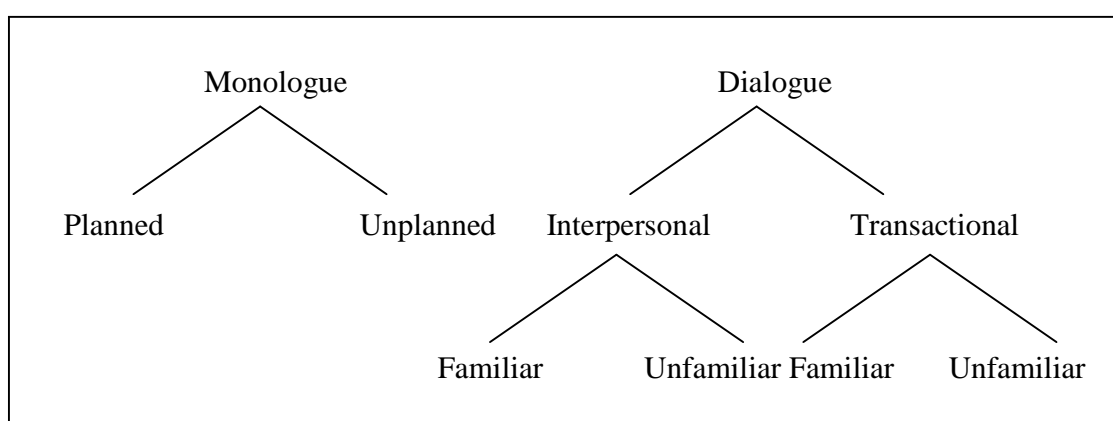 Monologue Dialogue
Planned Unplanned Interpersonal Transactional
Familiar Unfamiliar Familiar Unfamiliar